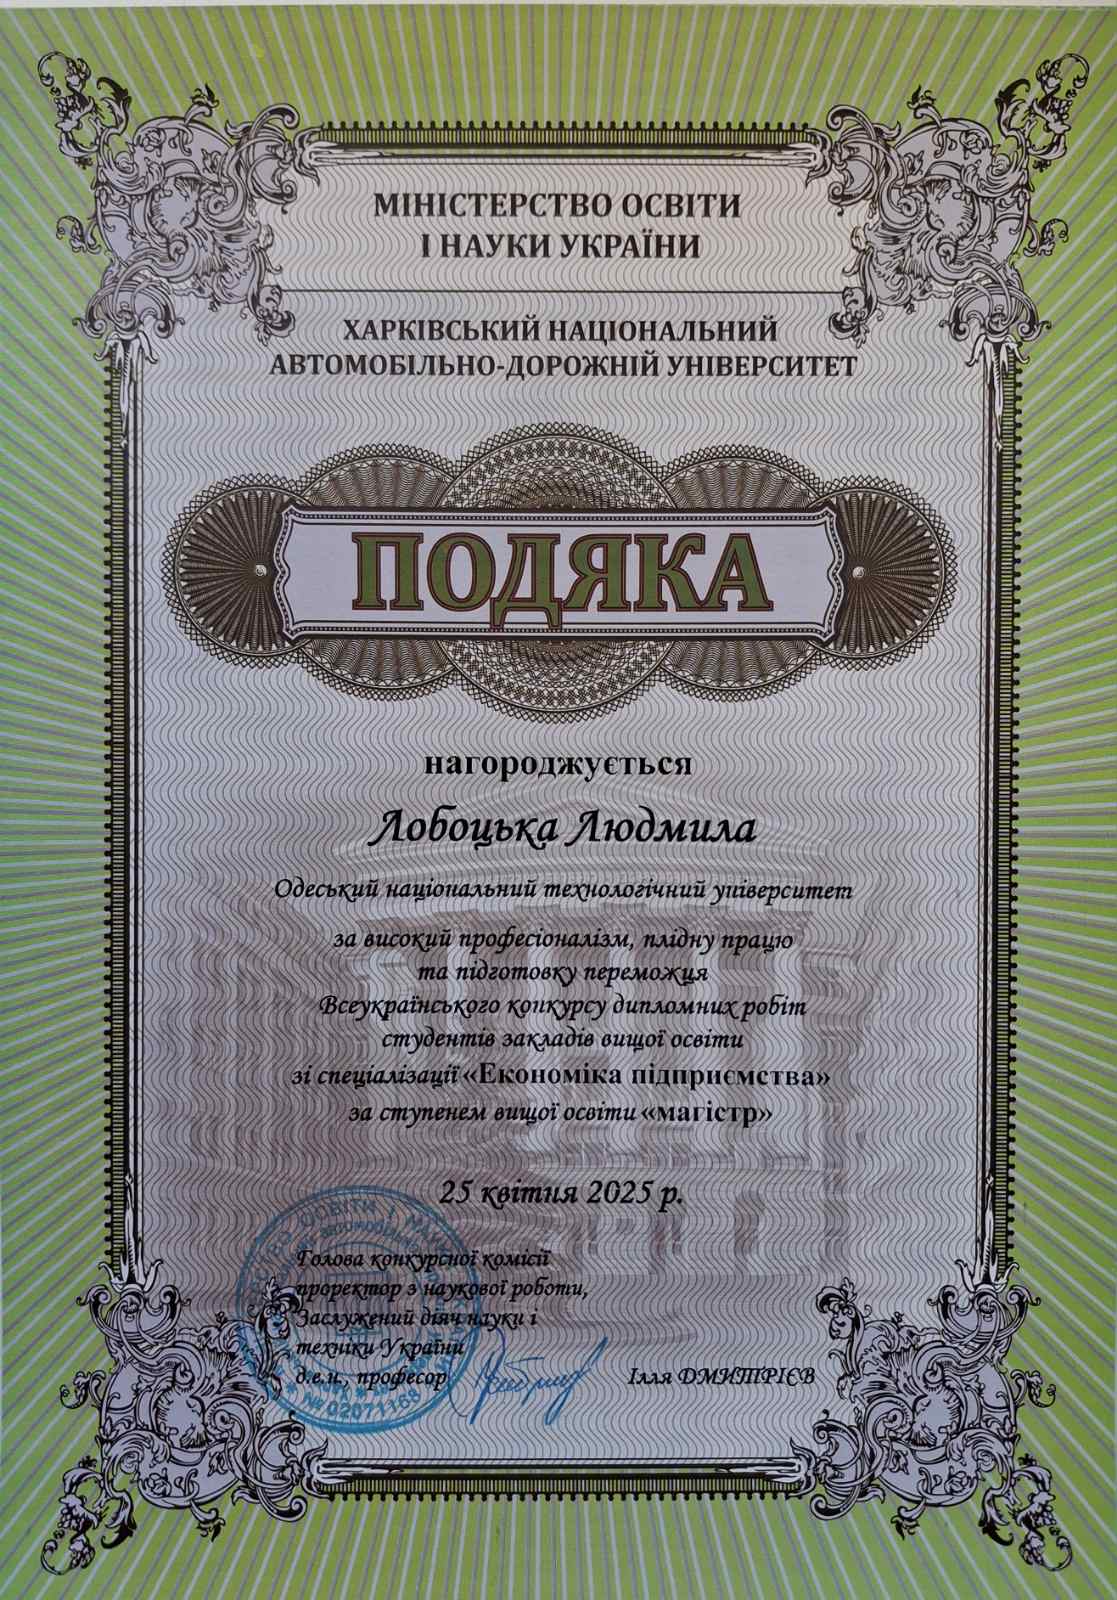 МІНІСТЕРСТВО ОСВІТИ
І НАУКИ УКРАЇНИ
ХАРКІВСЬКИЙ НАЦІОНАЛЬНИЙ
АВТОМОБІЛЬНО-ДОРОЖНІЙ УНІВЕРСИТЕТ
ПОДЯКА
нагороджується
Лобоцька Людмила
Одеський національний технологічний університет
за високий професіоналізм, плідну працю
та підготовку переможця
Всеукраїнського конкурсу дипломних робіт
студентів закладів вищої освіти
зі спеціалізації «Економіка підприємства»
за ступенем вищої освіти «магістр»
25 квітня 2025 р.
Голова конкурсної комісії
проректор з наукової роботи,
Заслужений діяч науки і
техніки України
д.е.н., професор
Ілля ДМИТРІЄВ
№ 02071168